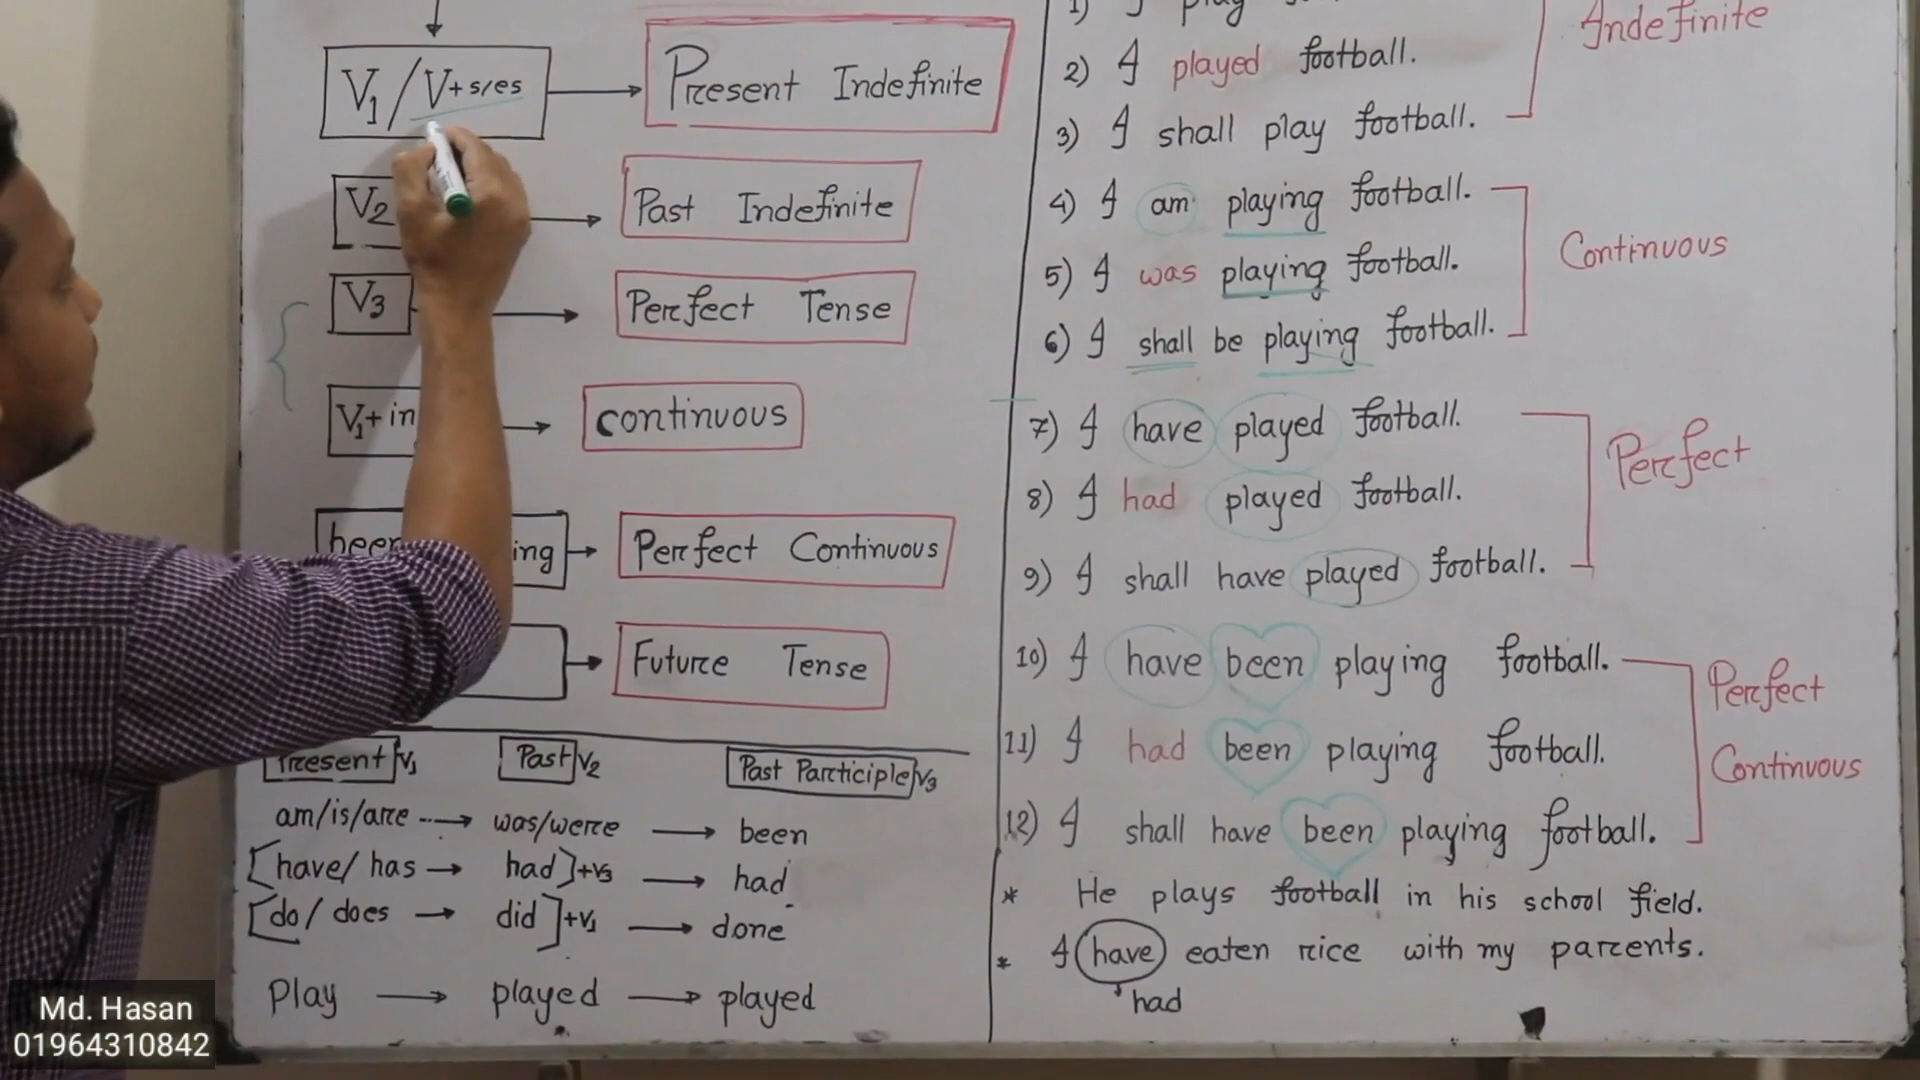 V1/V+s/es → Present Indefinite
V2 → Past Indefinite
V3 → Perfect Tense
V1+in → continuous
been ing → Perfect Continuous
→ Future Tense
Present/V1 Past/V2 Past Participle/V3
am/is/are → was/were → been
[have/has → had]+V3 → had
[do/does → did]+V1 → done
Play → played → played
1) I play
2) I played football.
3) I shall play football.
Indefinite
4) I am playing football.
5) I was playing football.
6) I shall be playing football.
Continuous
7) I have played football.
8) I had played football.
9) I shall have played football.
Perfect
10) I have been playing football.
11) I had been playing football.
12) I shall have been playing football.
Perfect
Continuous
* He plays football in his school field.
* I have eaten rice with my parents.
had
Md. Hasan
01964310842